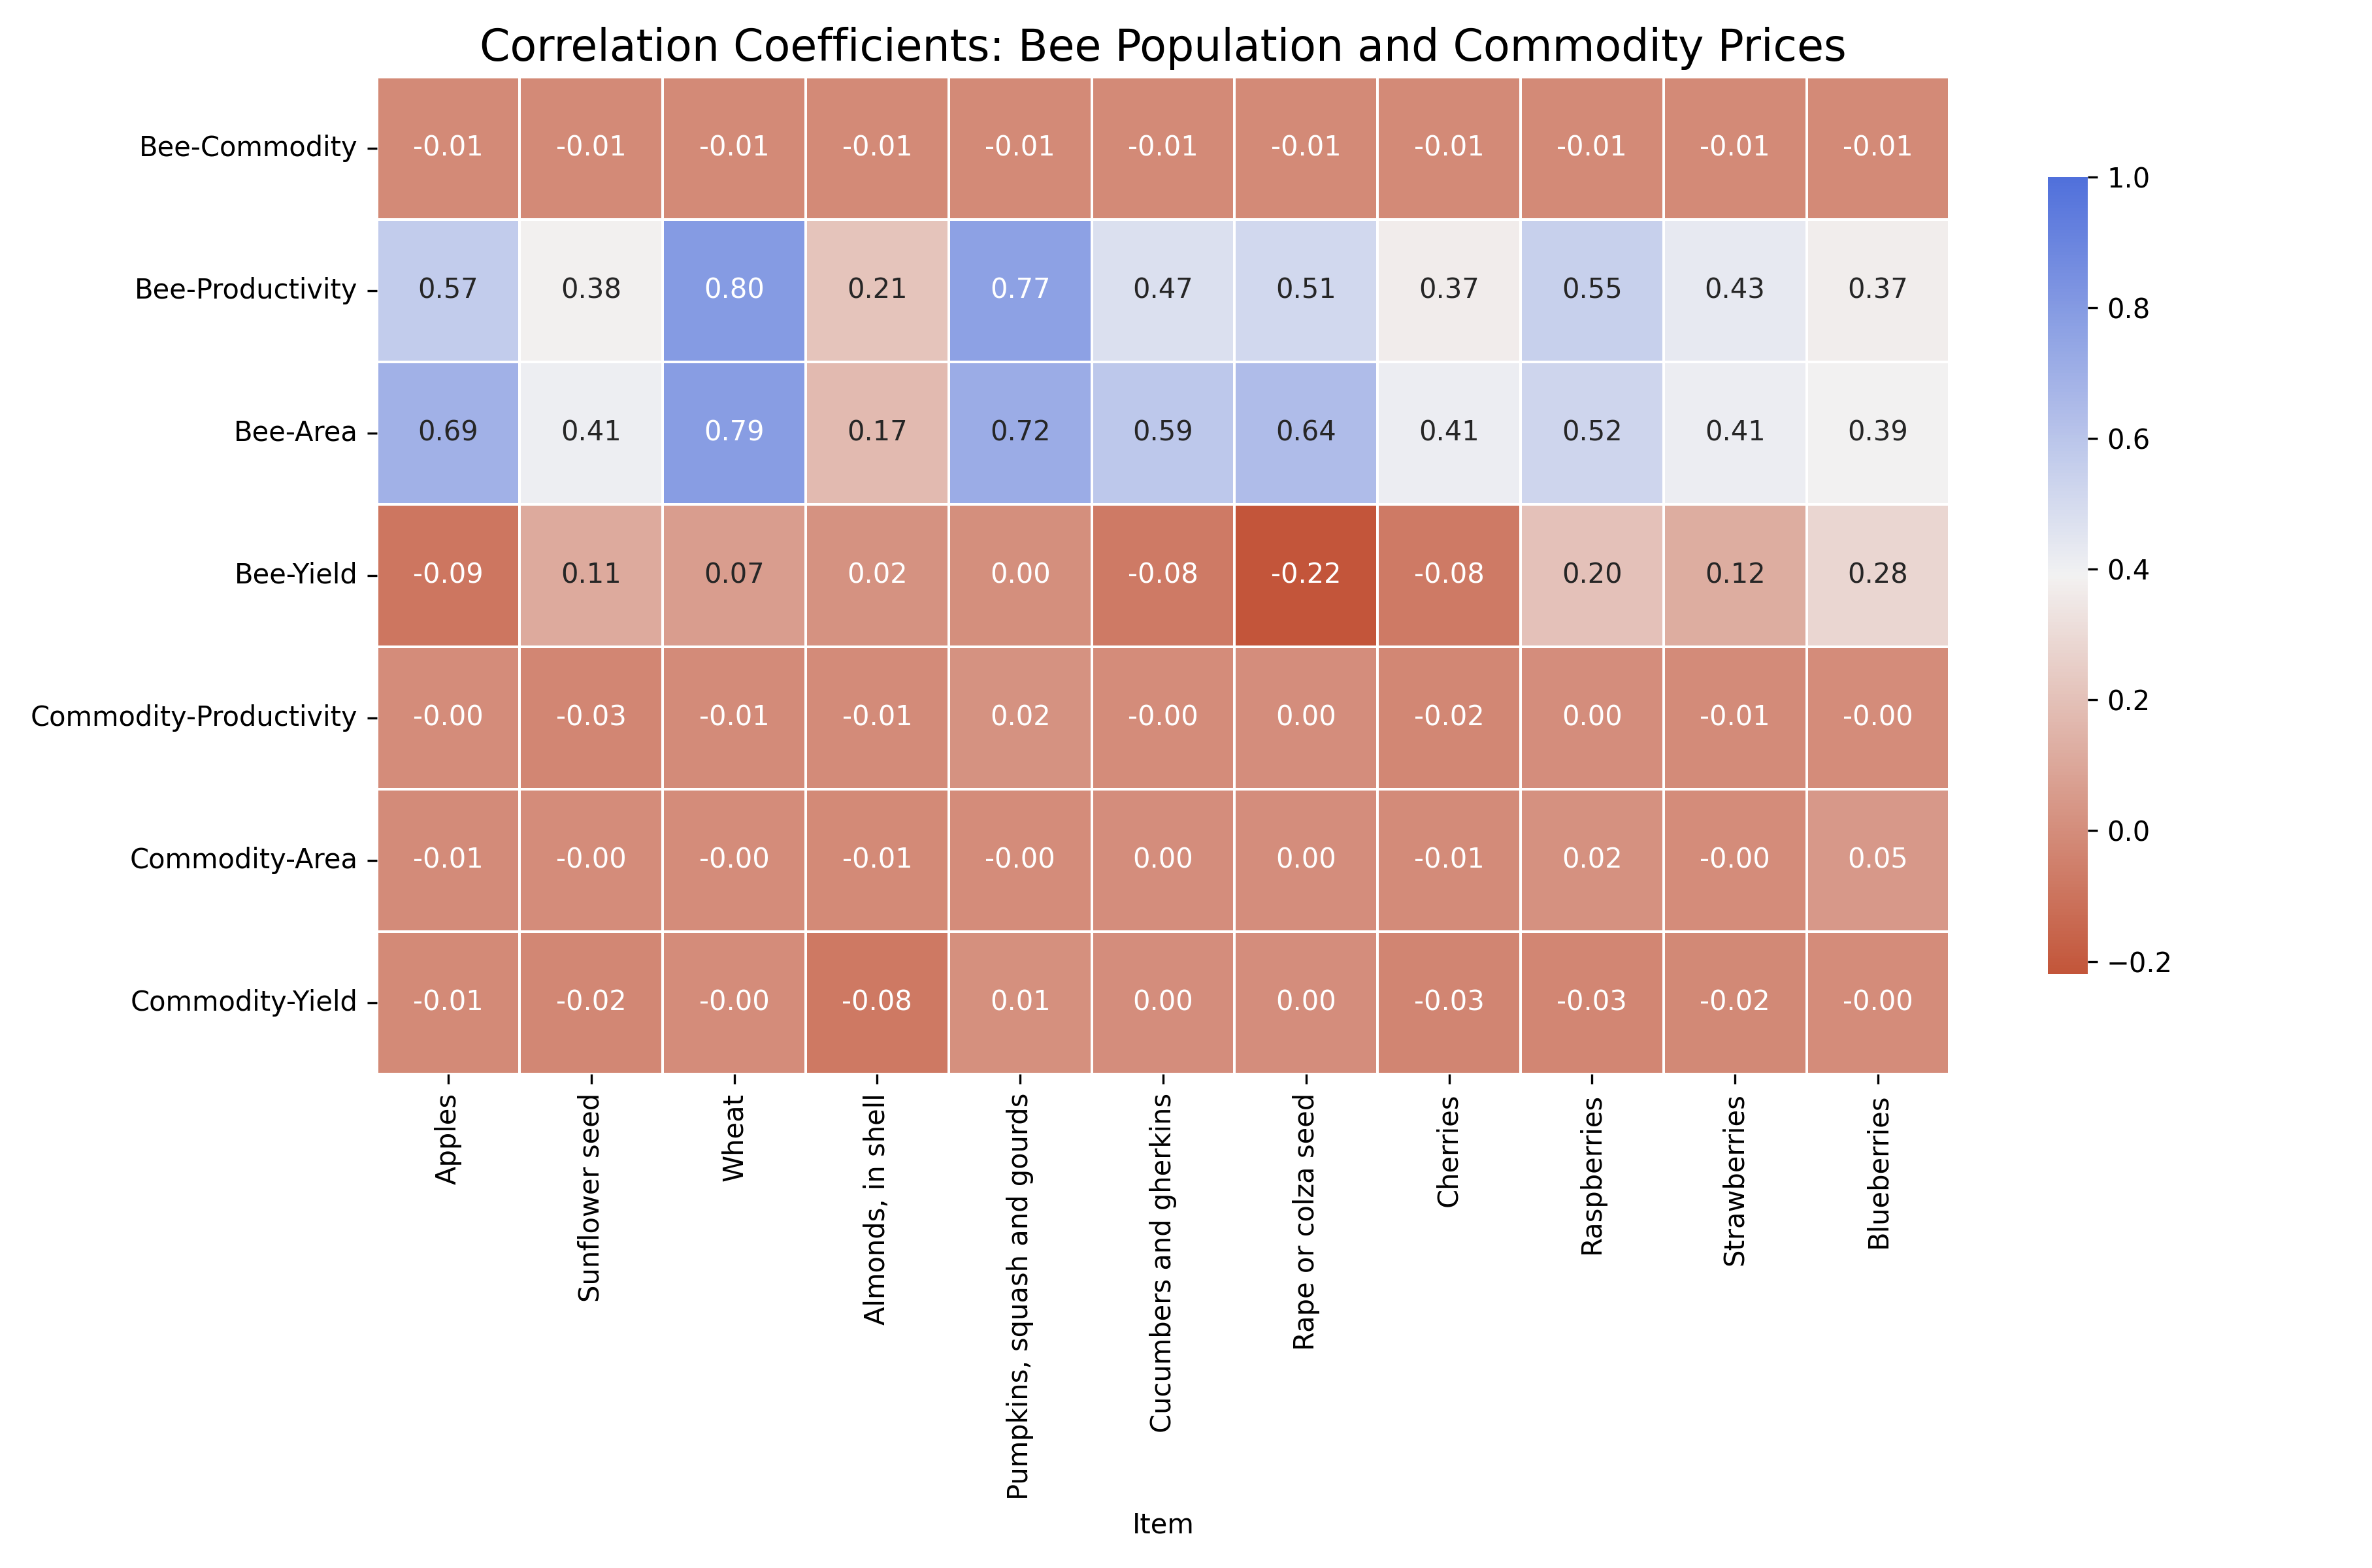 Correlation Coefficients: Bee Population and Commodity Prices
Bee-Commodity -0.01 -0.01 -0.01 -0.01 -0.01 -0.01 -0.01 -0.01 -0.01 -0.01 -0.01
Bee-Productivity 0.57 0.38 0.80 0.21 0.77 0.47 0.51 0.37 0.55 0.43 0.37
Bee-Area 0.69 0.41 0.79 0.17 0.72 0.59 0.64 0.41 0.52 0.41 0.39
Bee-Yield -0.09 0.11 0.07 0.02 0.00 -0.08 -0.22 -0.08 0.20 0.12 0.28
Commodity-Productivity -0.00 -0.03 -0.01 -0.01 0.02 -0.00 0.00 -0.02 0.00 -0.01 -0.00
Commodity-Area -0.01 -0.00 -0.00 -0.01 -0.00 0.00 0.00 -0.01 0.02 -0.00 0.05
Commodity-Yield -0.01 -0.02 -0.00 -0.08 0.01 0.00 0.00 -0.03 -0.03 -0.02 -0.00
Apples
Sunflower seed
Wheat
Almonds, in shell
Pumpkins, squash and gourds
Cucumbers and gherkins
Rape or colza seed
Cherries
Raspberries
Strawberries
Blueberries
Item
1.0
0.8
0.6
0.4
0.2
0.0
−0.2